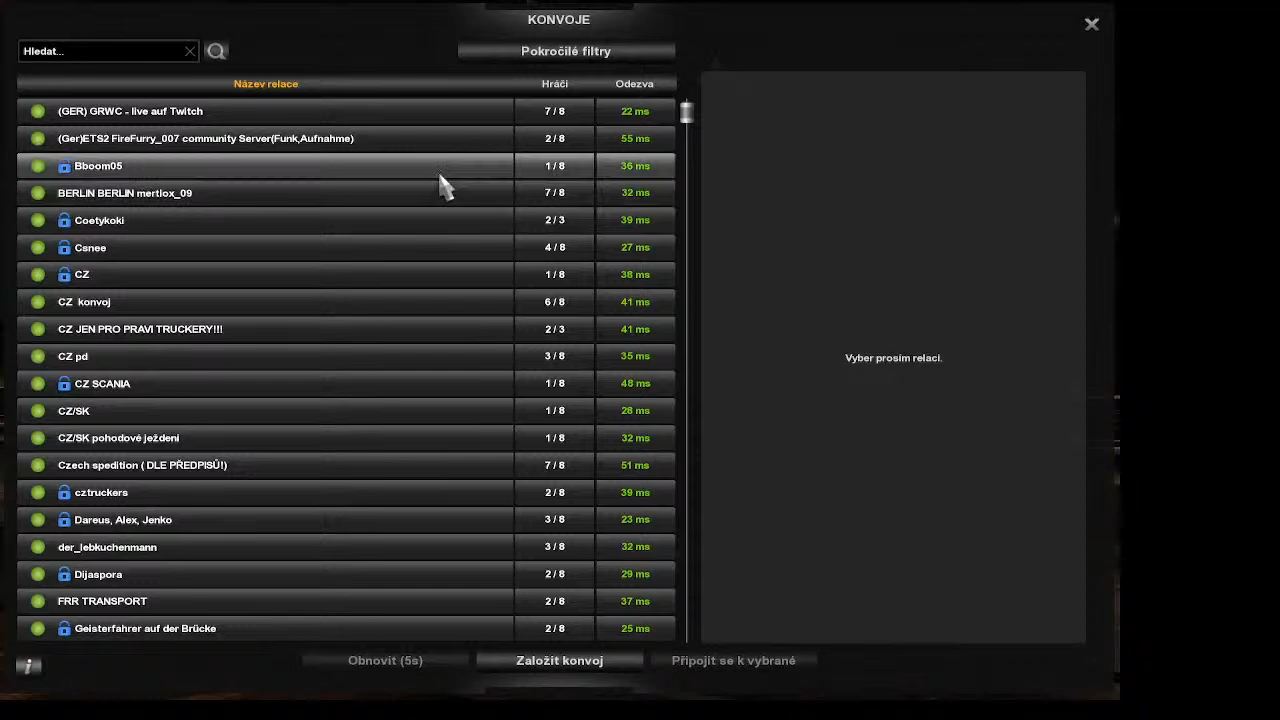 KONVOJE
Hledat...
Pokročilé filtry
Název relace Hráči Odezva
(GER) GRWC - live auf Twitch 7 / 8 22 ms
(Ger)ETS2 FireFurry_007 community Server(Funk,Aufnahme) 2 / 8 55 ms
Bboom05 1 / 8 36 ms
BERLIN BERLIN mertlox_09 7 / 8 32 ms
Coetykoki 2 / 3 39 ms
Csnee 4 / 8 27 ms
CZ 1 / 8 38 ms
CZ konvoj 6 / 8 41 ms
CZ JEN PRO PRAVI TRUCKERY!!! 2 / 3 41 ms
CZ pd 3 / 8 35 ms
CZ SCANIA 1 / 8 48 ms
CZ/SK 1 / 8 28 ms
CZ/SK pohodové ježdení 1 / 8 32 ms
Czech spedition ( DLE PŘEDPISŮ!) 7 / 8 51 ms
cztruckers 2 / 8 39 ms
Dareus, Alex, Jenko 3 / 8 23 ms
der_lebkuchenmann 3 / 8 32 ms
Dijaspora 2 / 8 29 ms
FRR TRANSPORT 2 / 8 37 ms
Geisterfahrer auf der Brücke 2 / 8 25 ms
Vyber prosím relaci.
i Obnovit (5s) Založit konvoj Připojit se k vybrané